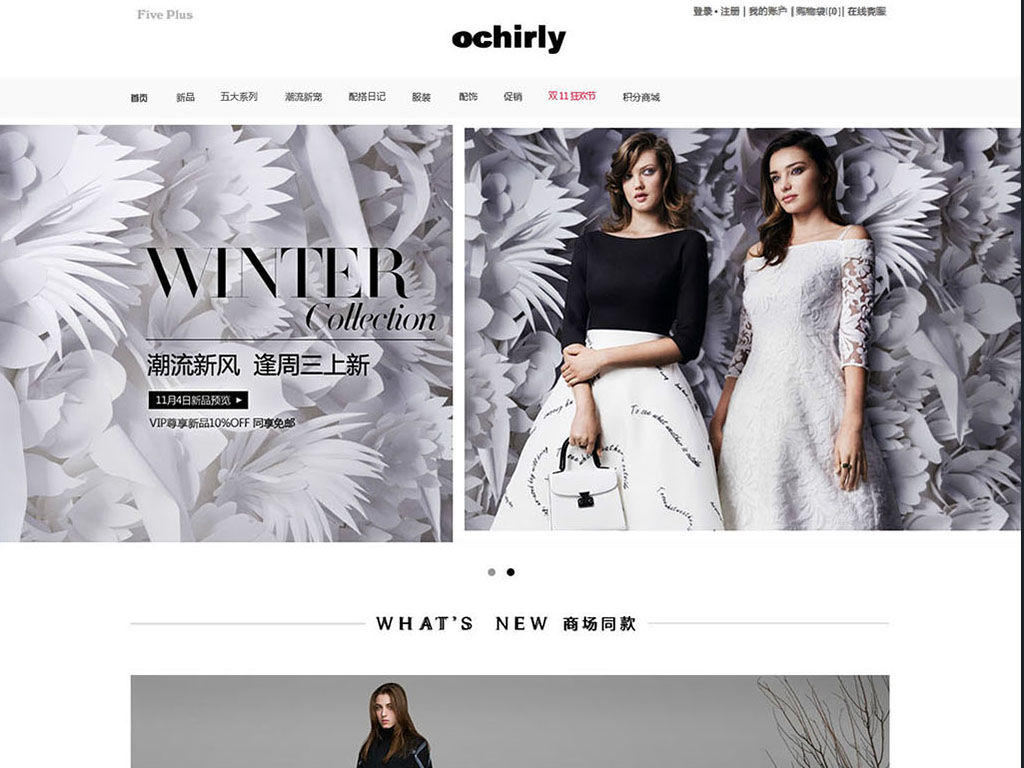 Five Plus
登录 • 注册 | 我的账户 | 购物袋[0] | 在线客服
ochirly
首页 新品 五大系列 潮流新宠 配搭日记 服装 配饰 促销 双11狂欢节 积分商城
WINTER
Collection
潮流新风 逢周三上新
11月4日新品预览 ►
VIP尊享新品10%OFF 同享免邮
WHAT'S NEW 商场同款